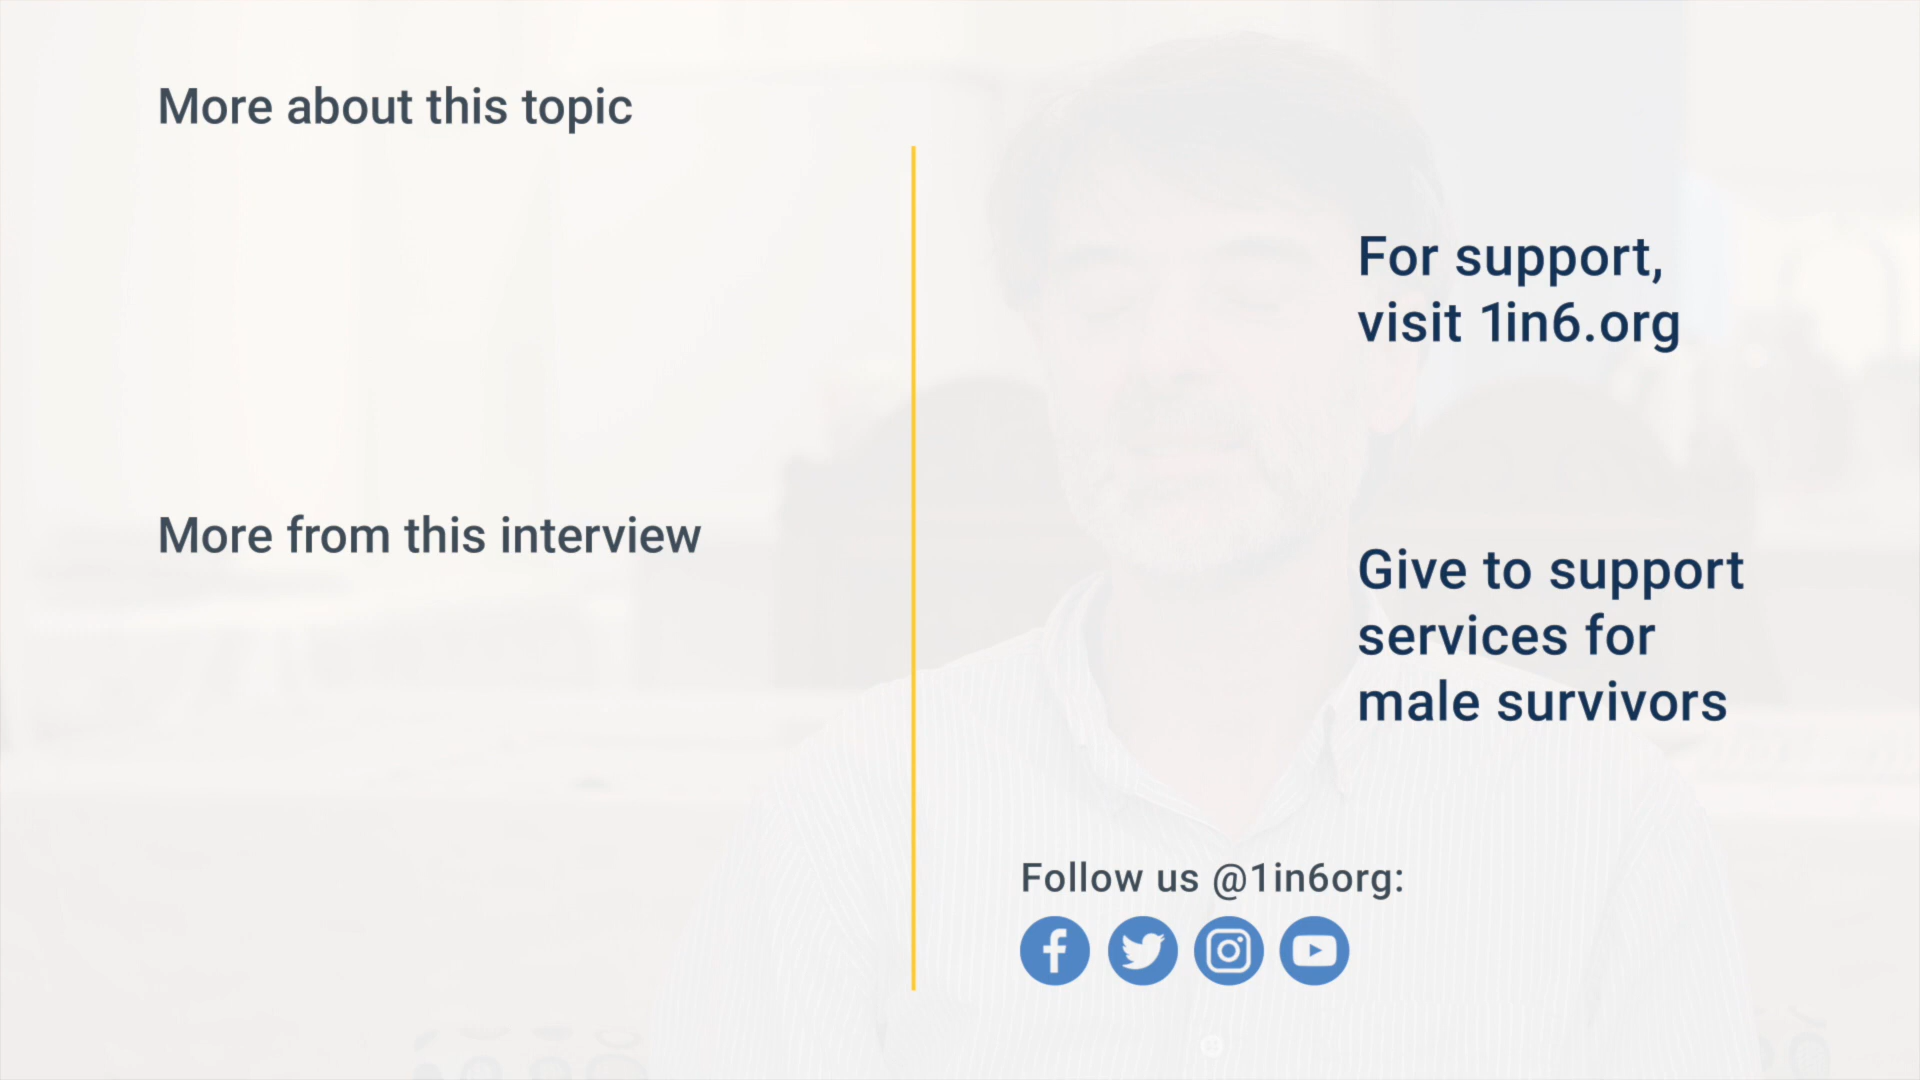 More about this topic
More from this interview
For support,
visit 1in6.org
Give to support
services for
male survivors
Follow us @1in6org: